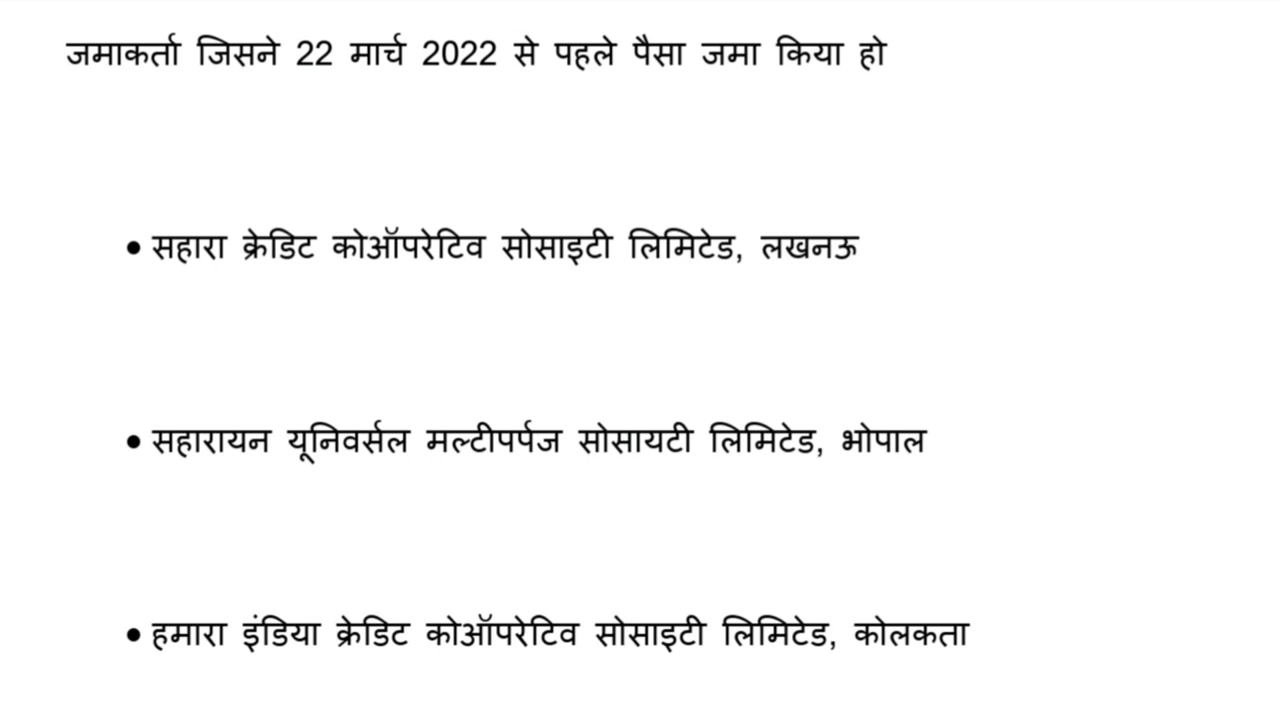 जमाकर्ता जिसने 22 मार्च 2022 से पहले पैसा जमा किया हो
• सहारा क्रेडिट कोऑपरेटिव सोसाइटी लिमिटेड, लखनऊ
• सहारायन यूनिवर्सल मल्टीपर्पज सोसायटी लिमिटेड, भोपाल
• हमारा इंडिया क्रेडिट कोऑपरेटिव सोसाइटी लिमिटेड, कोलकता